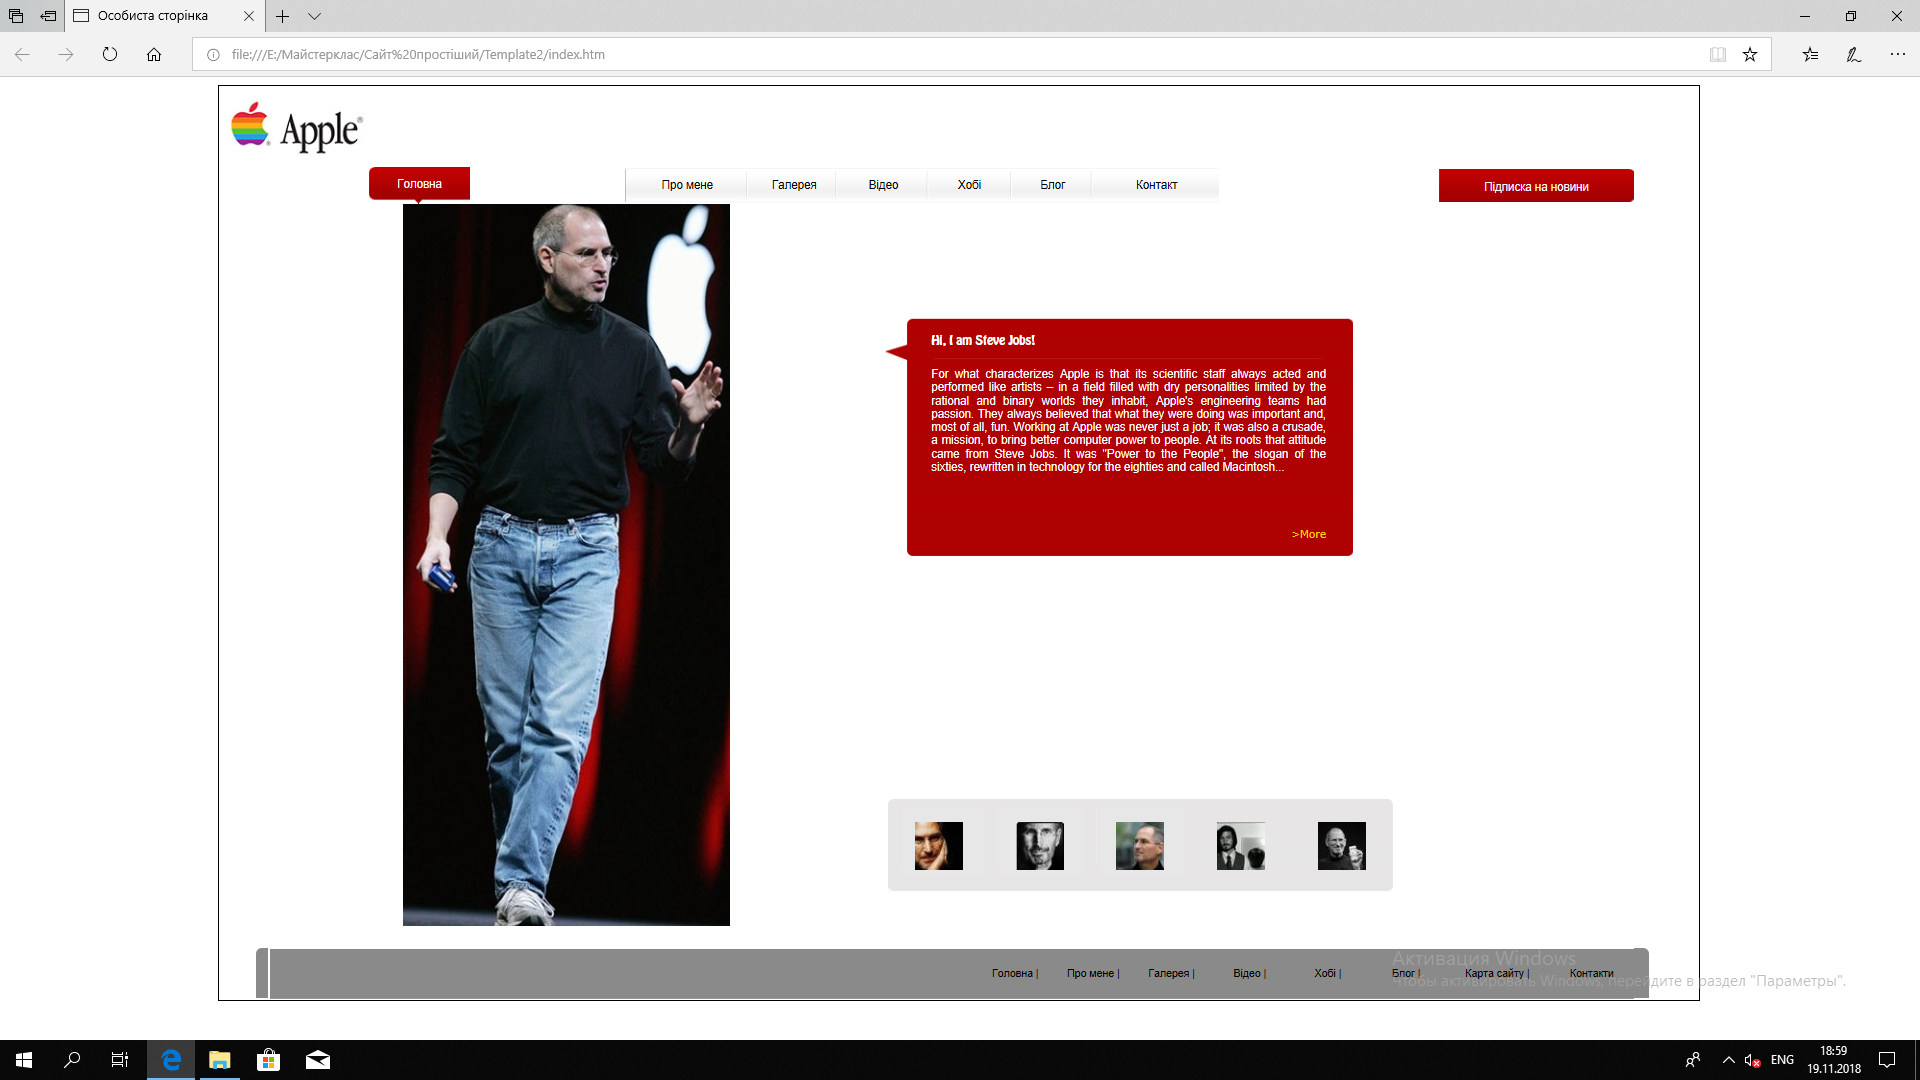 Особиста сторінка
file:///E:/Майстерклас/Сайт%20простіший/Template2/index.htm
Apple®
Головна
Про мене Галерея Відео Хобі Блог Контакт
Підписка на новини
Hi, I am Steve Jobs!
For what characterizes Apple is that its scientific staff always acted and
performed like artists – in a field filled with dry personalities limited by the
rational and binary worlds they inhabit, Apple's engineering teams had
passion. They always believed that what they were doing was important and,
most of all, fun. Working at Apple was never just a job; it was also a crusade,
a mission, to bring better computer power to people. At its roots that attitude
came from Steve Jobs. It was "Power to the People", the slogan of the
sixties, rewritten in technology for the eighties and called Macintosh...
>More
Активация Windows
Головна | Про мене | Галерея | Відео | Хобі | Блог | Карта сайту | Контакти
Чтобы активировать Windows, перейдите в раздел "Параметры".
ENG
18:59
19.11.2018